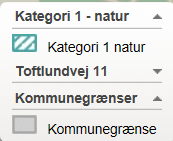 Kategori 1 - natur
Kategori 1 natur
Toftlundvej 11
Kommunegrænser
Kommunegrænse